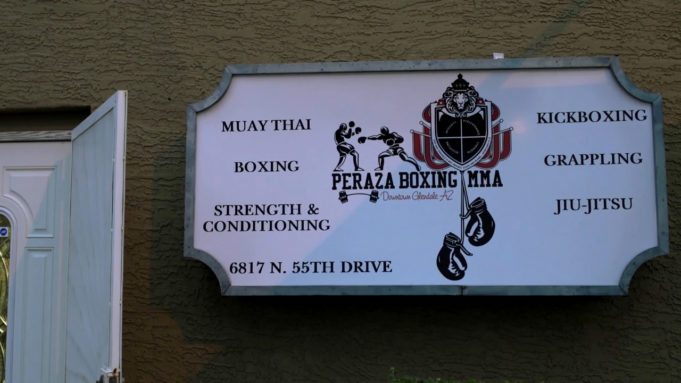 MUAY THAI
BOXING
STRENGTH &
CONDITIONING
6817 N. 55TH DRIVE
PERAZA BOXING MMA
Downtown Glendale-AZ
KICKBOXING
GRAPPLING
JIU-JITSU